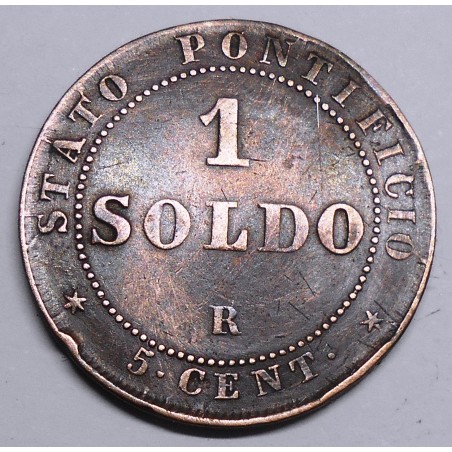 STATO PONTIFICIO
1
SOLDO
R
5·CENT.